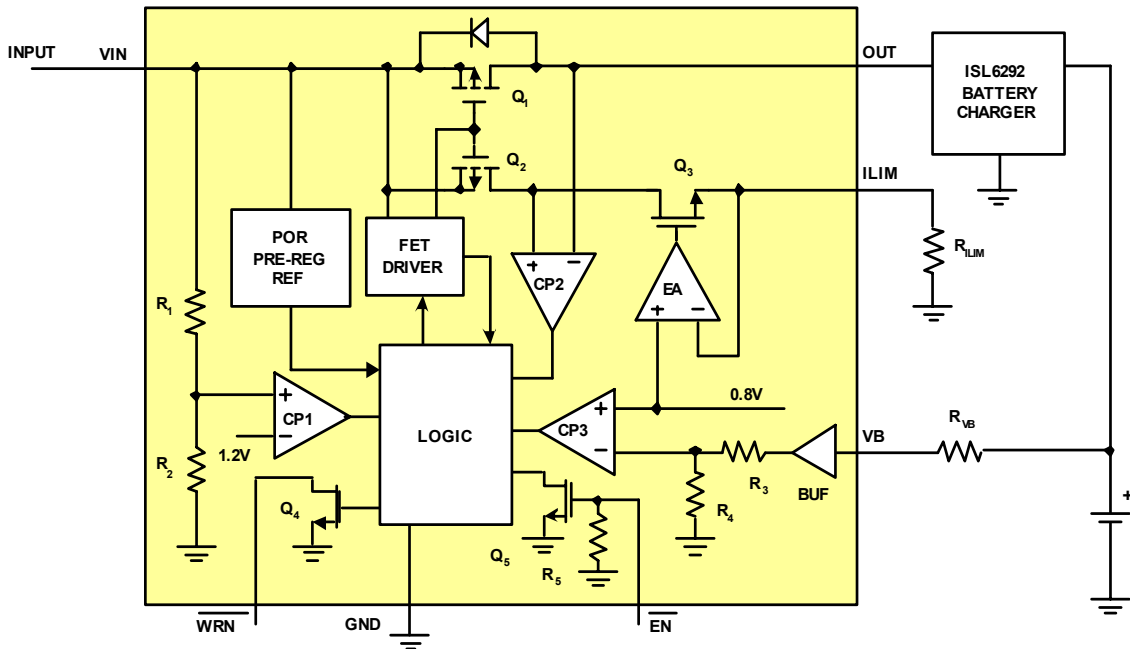 INPUT
VIN
OUT
ISL6292
BATTERY
CHARGER
Q1
Q2
Q3
ILIM
RILIM
POR
PRE-REG
REF
FET
DRIVER
+
−
CP2
EA
+
−
R1
+
CP1
−
1.2V
LOGIC
+
CP3
−
0.8V
VB
RVB
R2
R3
BUF
R4
Q4
Q5
R5
+
WRN
GND
EN